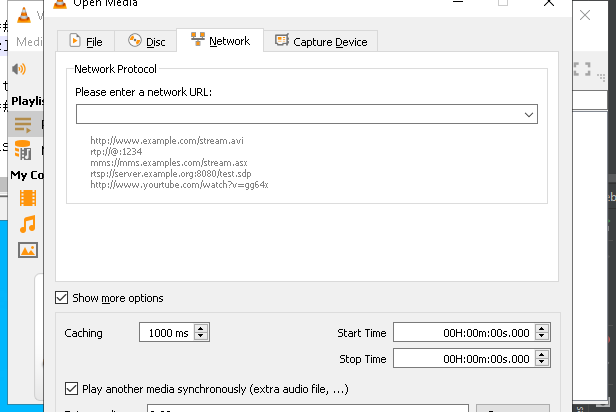 Open Media
Medi
File
Disc
Network
Capture Device
Network Protocol
Please enter a network URL:
http://www.example.com/stream.avi
rtp://@:1234
mms://mms.examples.com/stream.asx
rtsp://server.example.org:8080/test.sdp
http://www.yourtube.com/watch?v=gg64x
Playlis
My Co
Show more options
Caching
1000 ms
Start Time
00H:00m:00s.000
Stop Time
00H:00m:00s.000
Play another media synchronously (extra audio file, ...)